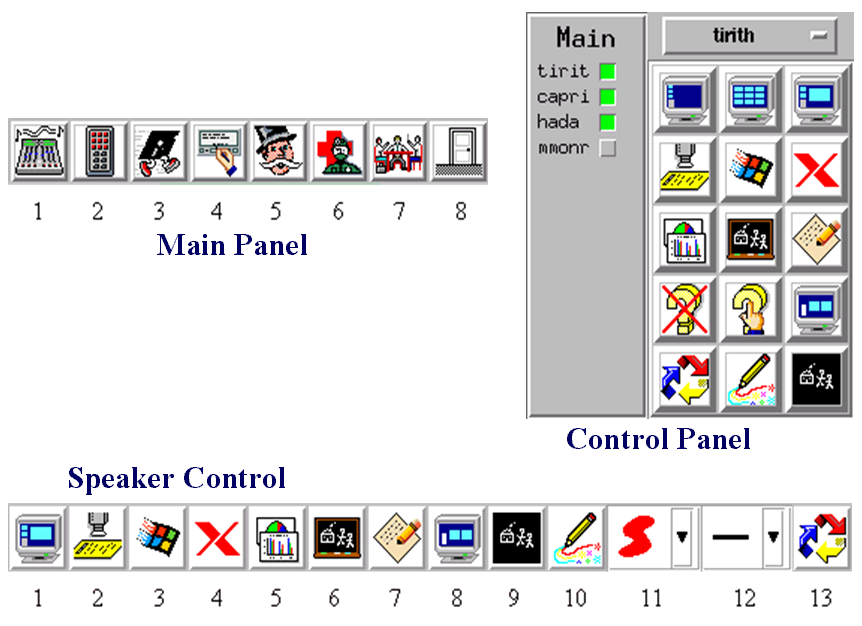 Main
tirith
tirit
capri
hada
mmonr
1 2 3 4 5 6 7 8
Main Panel
Control Panel
Speaker Control
1 2 3 4 5 6 7 8 9 10 11 12 13